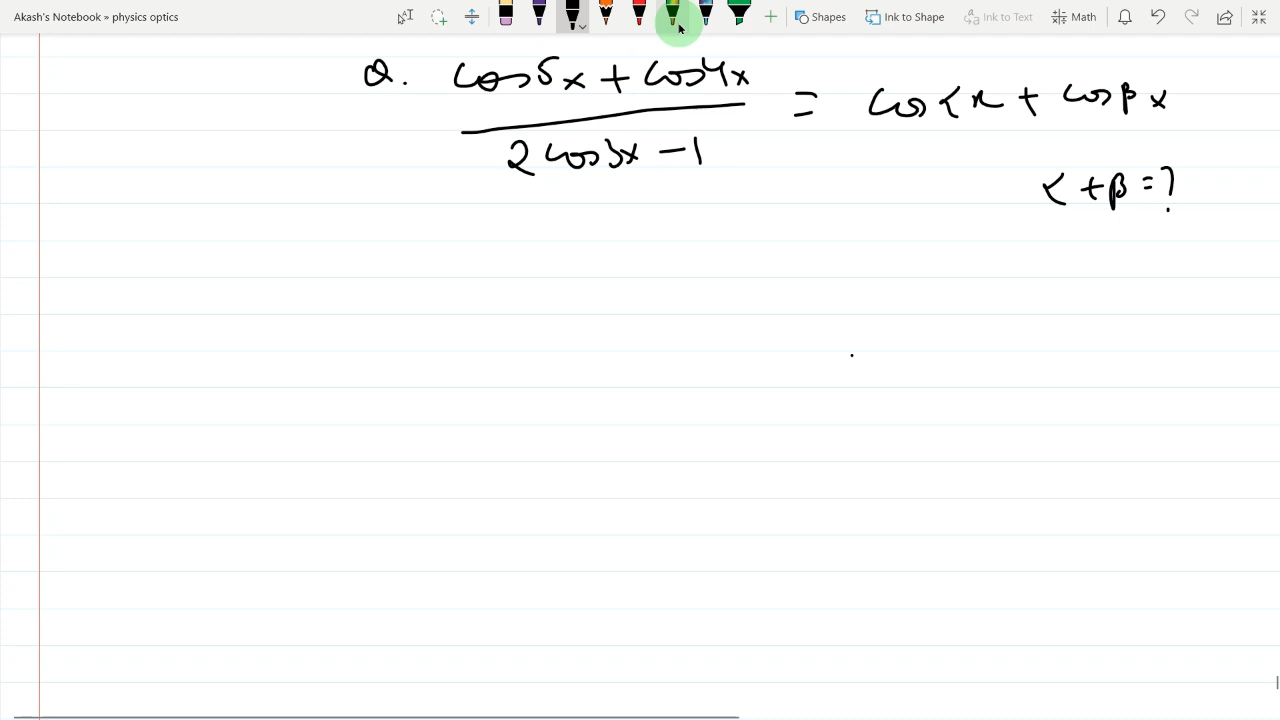 Akash's Notebook » physics optics
Shapes Ink to Shape Ink to Text Math
Q. cos5x + cos4x / 2cos3x - 1 = cosαx + cosβx
α + β = ?